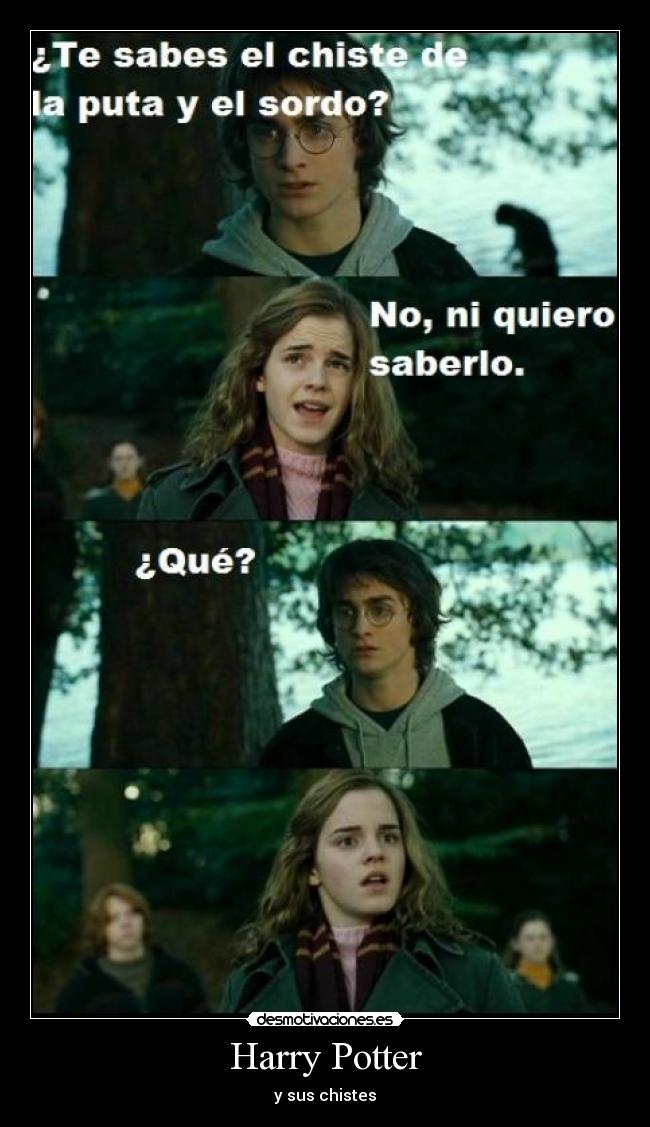 ¿Te sabes el chiste de
la puta y el sordo?
No, ni quiero
saberlo.
¿Qué?
desmotivaciones.es
Harry Potter
y sus chistes